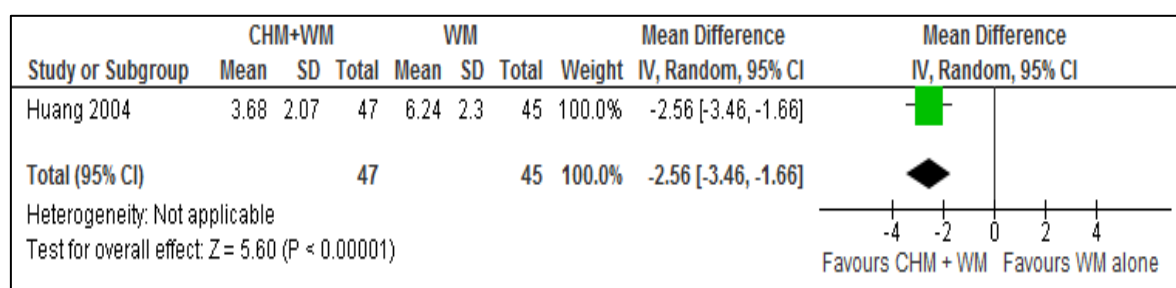 CHM+WM WM Mean Difference Mean Difference
Study or Subgroup Mean SD Total Mean SD Total Weight IV, Random, 95% CI IV, Random, 95% CI
Huang 2004 3.68 2.07 47 6.24 2.3 45 100.0% -2.56 [-3.46, -1.66]
Total (95% CI) 47 45 100.0% -2.56 [-3.46, -1.66]
Heterogeneity: Not applicable
Test for overall effect: Z = 5.60 (P < 0.00001)
-4 -2 0 2 4
Favours CHM + WM Favours WM alone